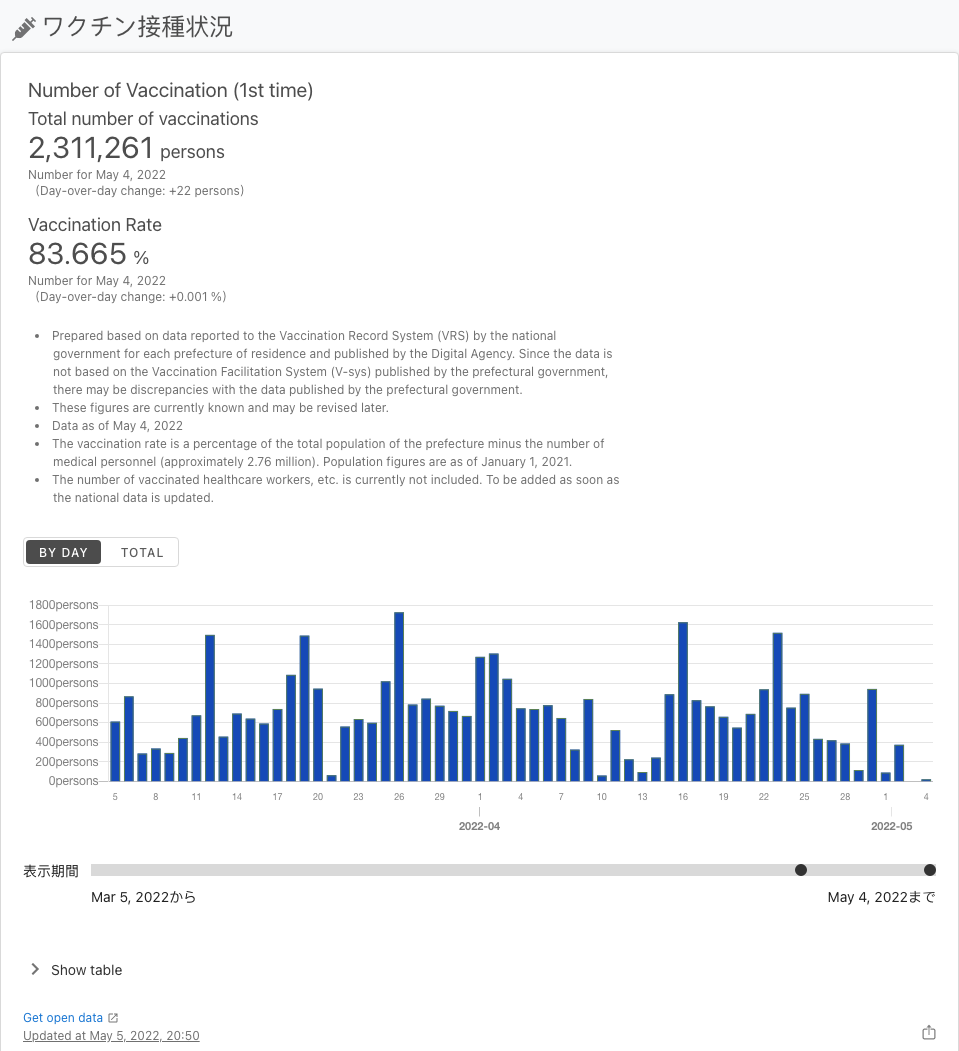 ワクチン接種状況
Number of Vaccination (1st time)
Total number of vaccinations
2,311,261 persons
Number for May 4, 2022
(Day-over-day change: +22 persons)
Vaccination Rate
83.665 %
Number for May 4, 2022
(Day-over-day change: +0.001 %)
• Prepared based on data reported to the Vaccination Record System (VRS) by the national
government for each prefecture of residence and published by the Digital Agency. Since the data is
not based on the Vaccination Facilitation System (V-sys) published by the prefectural government,
there may be discrepancies with the data published by the prefectural government.
• These figures are currently known and may be revised later.
• Data as of May 4, 2022
• The vaccination rate is a percentage of the total population of the prefecture minus the number of
medical personnel (approximately 2.76 million). Population figures are as of January 1, 2021.
• The number of vaccinated healthcare workers, etc. is currently not included. To be added as soon as
the national data is updated.
BY DAY TOTAL
1800persons
1600persons
1400persons
1200persons
1000persons
800persons
600persons
400persons
200persons
0persons
5 8 11 14 17 20 23 26 29 1 4 7 10 13 16 19 22 25 28 1 4
2022-04 2022-05
表示期間
Mar 5, 2022から May 4, 2022まで
Show table
Get open data
Updated at May 5, 2022, 20:50